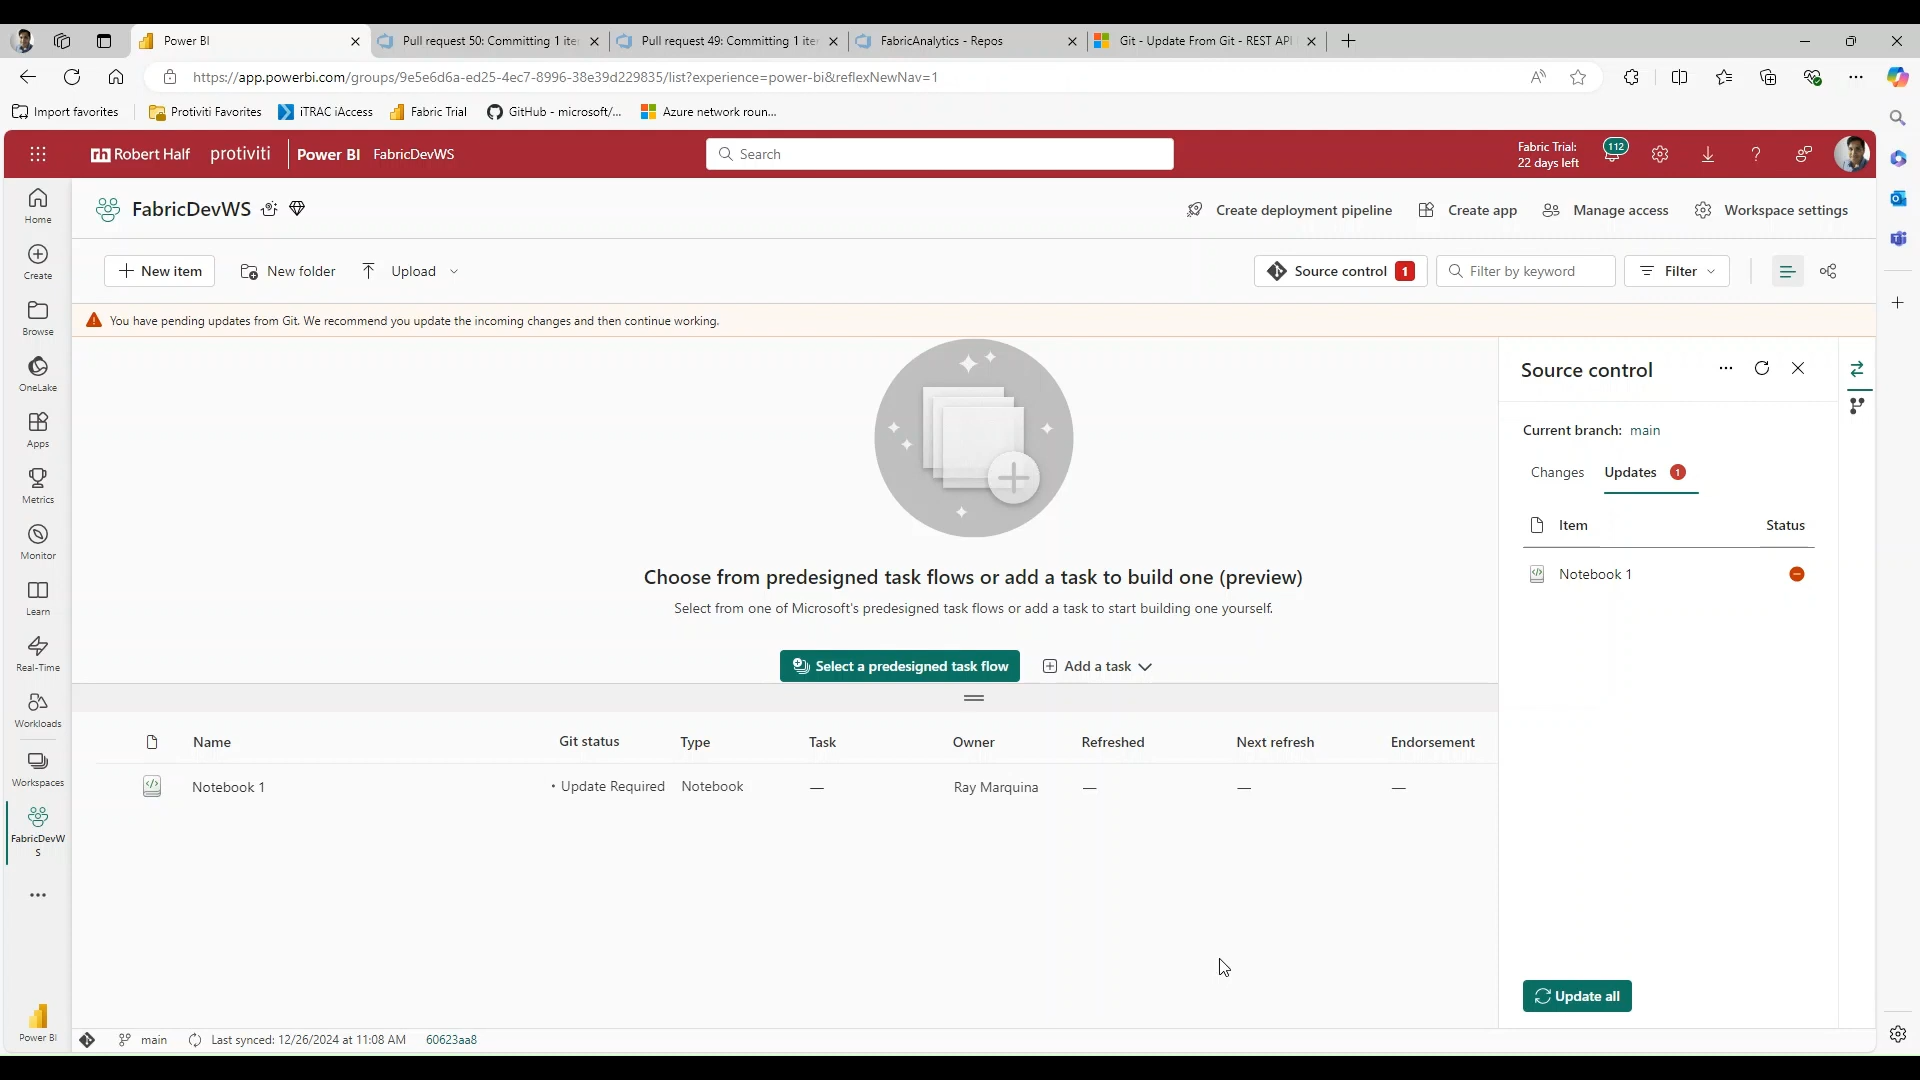 Power BI
Pull request 50: Committing 1 ite
Pull request 49: Committing 1 ite
FabricAnalytics - Repos
Git - Update From Git - REST API
https://app.powerbi.com/groups/9e5e6d6a-ed25-4ec7-8996-38e39d229835/list?experience=power-bi&reflexNewNav=1
Import favorites
Protiviti Favorites
iTRAC iAccess
Fabric Trial
GitHub - microsoft/...
Azure network roun...
rh Robert Half
protiviti
Power BI
FabricDevWS
Search
Fabric Trial:
22 days left
112
Home
Create
Browse
OneLake
Apps
Metrics
Monitor
Learn
Real-Time
Workloads
Workspaces
FabricDevW
S
Power BI
FabricDevWS
Create deployment pipeline
Create app
Manage access
Workspace settings
New item
New folder
Upload
Source control 1
Filter by keyword
Filter
You have pending updates from Git. We recommend you update the incoming changes and then continue working.
Choose from predesigned task flows or add a task to build one (preview)
Select from one of Microsoft's predesigned task flows or add a task to start building one yourself.
Select a predesigned task flow
Add a task
Name Git status Type Task Owner Refreshed Next refresh Endorsement
Notebook 1 • Update Required Notebook — Ray Marquina — — —
Source control
Current branch: main
Changes
Updates 1
Item Status
Notebook 1
Update all
main
Last synced: 12/26/2024 at 11:08 AM
60623aa8